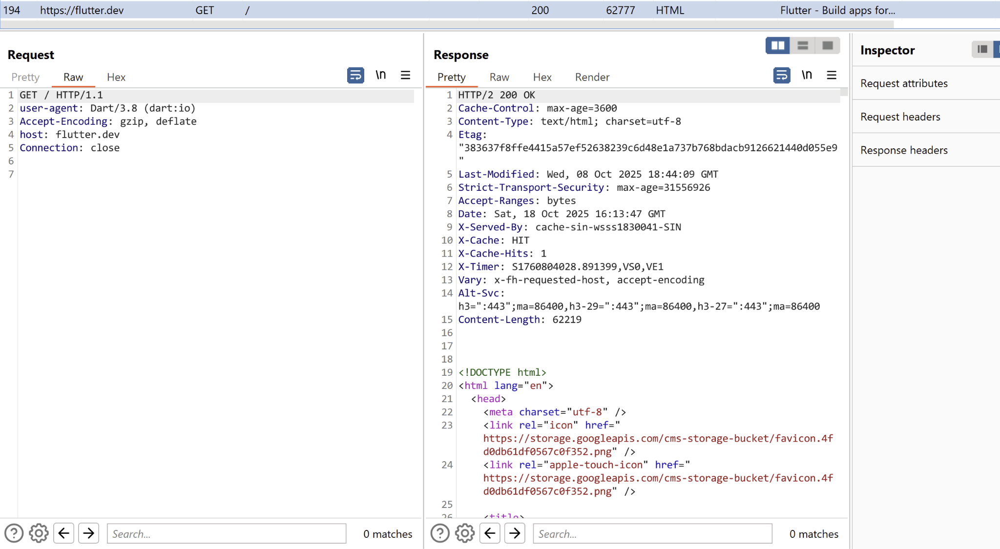 194 https://flutter.dev GET / 200 62777 HTML Flutter - Build apps for...
Request
Pretty Raw Hex \n
1 GET / HTTP/1.1
2 user-agent: Dart/3.8 (dart:io)
3 Accept-Encoding: gzip, deflate
4 host: flutter.dev
5 Connection: close
6
7
Search... 0 matches
Response
Pretty Raw Hex Render \n
1 HTTP/2 200 OK
2 Cache-Control: max-age=3600
3 Content-Type: text/html; charset=utf-8
4 Etag:
"383637f8ffe4415a57ef52638239c6d48e1a737b768bdacb9126621440d055e9
"
5 Last-Modified: Wed, 08 Oct 2025 18:44:09 GMT
6 Strict-Transport-Security: max-age=31556926
7 Accept-Ranges: bytes
8 Date: Sat, 18 Oct 2025 16:13:47 GMT
9 X-Served-By: cache-sin-wsss1830041-SIN
10 X-Cache: HIT
11 X-Cache-Hits: 1
12 X-Timer: S1760804028.891399,VS0,VE1
13 Vary: x-fh-requested-host, accept-encoding
14 Alt-Svc:
h3=":443";ma=86400,h3-29=":443";ma=86400,h3-27=":443";ma=86400
15 Content-Length: 62219
16
17
18
19 <!DOCTYPE html>
20 <html lang="en">
21 <head>
22 <meta charset="utf-8" />
23 <link rel="icon" href="
https://storage.googleapis.com/cms-storage-bucket/favicon.4f
d0db61df0567c0f352.png" />
24 <link rel="apple-touch-icon" href="
https://storage.googleapis.com/cms-storage-bucket/favicon.4f
d0db61df0567c0f352.png" />
25
26 <title>
Search... 0 matches
Inspector
Request attributes
Request headers
Response headers